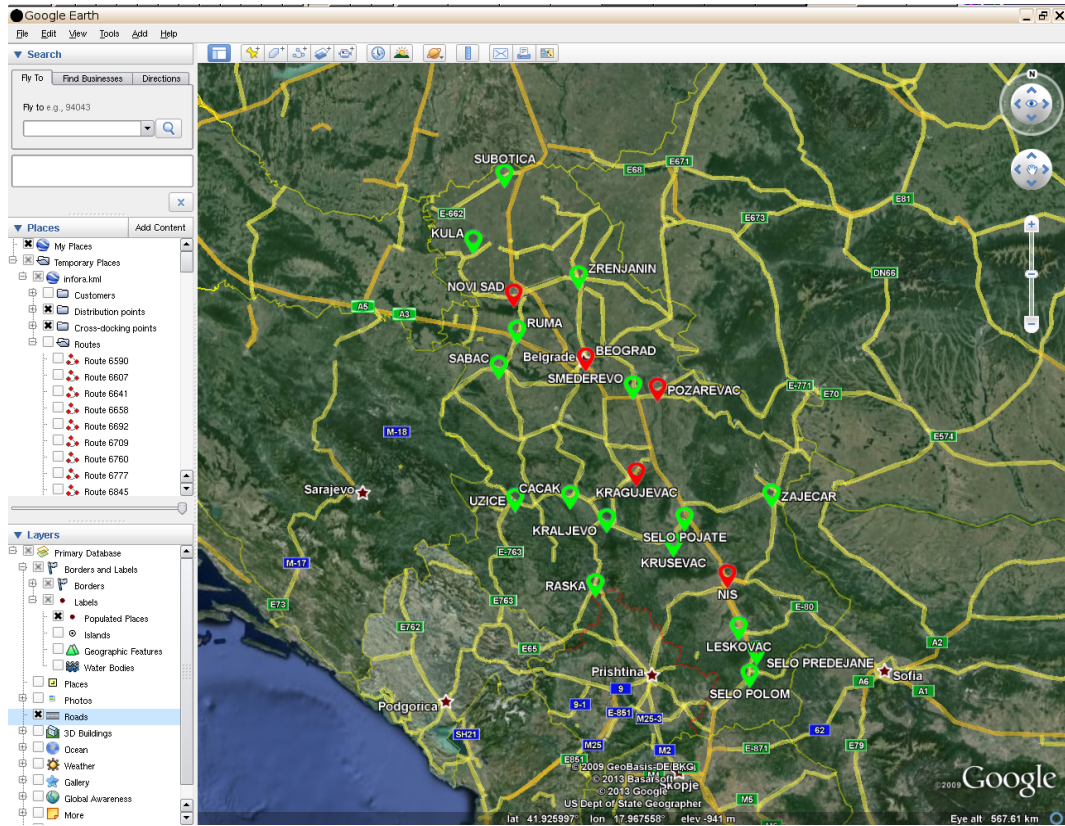 Google Earth
File Edit View Tools Add Help
Search
Fly To Find Businesses Directions
Fly to e.g., 94043
Places Add Content
My Places
Temporary Places
infora.kml
Customers
Distribution points
Cross-docking points
Routes
Route 6590
Route 6607
Route 6641
Route 6658
Route 6692
Route 6709
Route 6760
Route 6777
Route 6845
Layers
Primary Database
Borders and Labels
Borders
Labels
Populated Places
Islands
Geographic Features
Water Bodies
Places
Photos
Roads
3D Buildings
Ocean
Weather
Gallery
Global Awareness
More
N
SUBOTICA
E68
E671
E81
E-662
E673
KULA
ZRENJANIN
DN66
NOVI SAD
A5
A3
RUMA
SABAC
Belgrade
BEOGRAD
SMEDEREVO
POZAREVAC
E-771
E70
M-18
E574
Sarajevo
UZICE
CACAK
KRAGUJEVAC
ZAJECAR
KRALJEVO
SELO POJATE
E-763
KRUSEVAC
M-17
RASKA
NIS
E73
E763
E-80
E762
E65
LESKOVAC
A2
SELO PREDEJANE
Prishtina
Sofia
9
SELO POLOM
A6
A1
Podgorica
9-1
E-851
M25-3
62
SH21
M25
M2
E-871
E79
E851
© 2009 GeoBasis-DE/BKG
© 2013 Basarsoft
© 2013 Google
Skopje
US Dept of State Geographer
M5
©2009 Google
lat 41.925997° lon 17.967558° elev -941 m
Eye alt 567.61 km